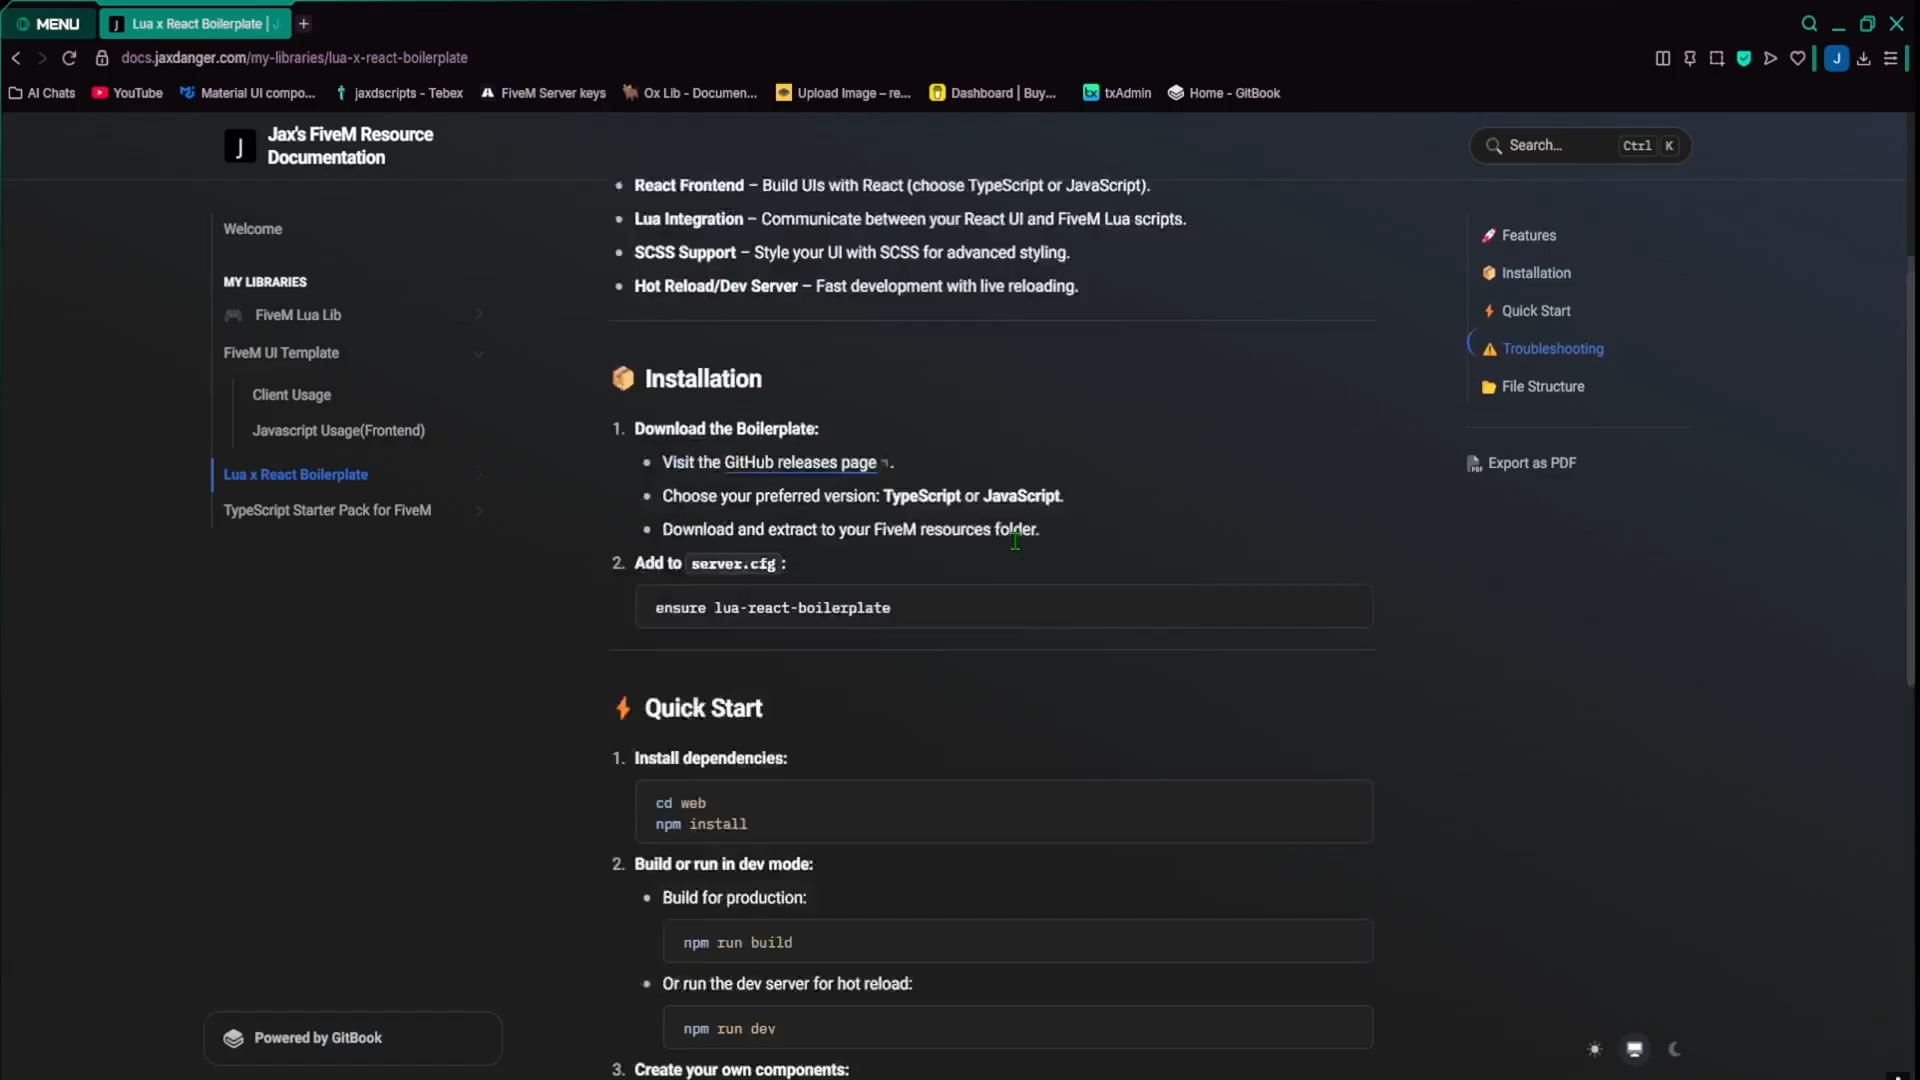 MENU
Lua x React Boilerplate | J
docs.jaxdanger.com/my-libraries/lua-x-react-boilerplate
J
AI Chats
YouTube
Material UI compo...
jaxdscripts - Tebex
FiveM Server keys
Ox Lib - Documen...
Upload Image – re...
Dashboard | Buy...
txAdmin
Home - GitBook
J
Jax's FiveM Resource
Documentation
Search...
Ctrl
K
Welcome
MY LIBRARIES
FiveM Lua Lib
FiveM UI Template
Client Usage
Javascript Usage(Frontend)
Lua x React Boilerplate
TypeScript Starter Pack for FiveM
Powered by GitBook
• React Frontend – Build UIs with React (choose TypeScript or JavaScript).
• Lua Integration – Communicate between your React UI and FiveM Lua scripts.
• SCSS Support – Style your UI with SCSS for advanced styling.
• Hot Reload/Dev Server – Fast development with live reloading.
Installation
1. Download the Boilerplate:
• Visit the GitHub releases page .
• Choose your preferred version: TypeScript or JavaScript.
• Download and extract to your FiveM resources folder.
2. Add to server.cfg :
ensure lua-react-boilerplate
Quick Start
1. Install dependencies:
cd web
npm install
2. Build or run in dev mode:
• Build for production:
npm run build
• Or run the dev server for hot reload:
npm run dev
3. Create your own components:
Features
Installation
Quick Start
Troubleshooting
File Structure
PDF
Export as PDF